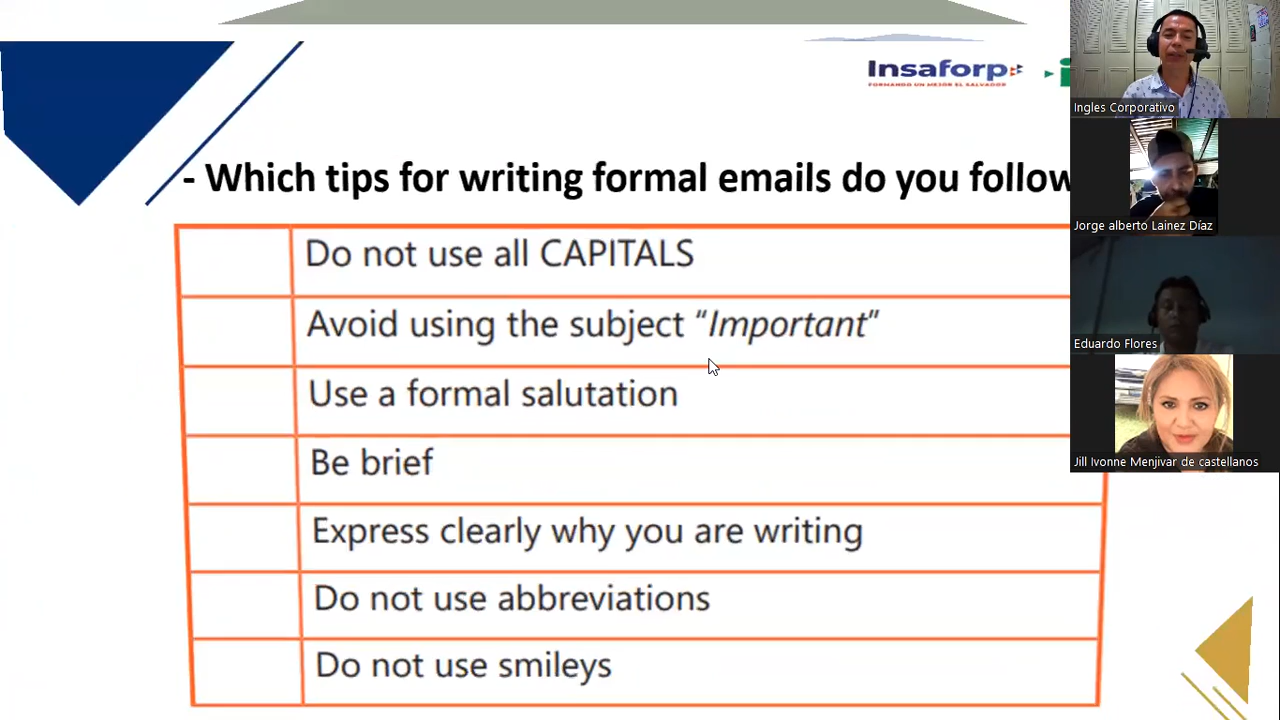 Insaforp
FORMANDO UN MEJOR EL SALVADOR
- Which tips for writing formal emails do you follow
Do not use all CAPITALS
Avoid using the subject “Important”
Use a formal salutation
Be brief
Express clearly why you are writing
Do not use abbreviations
Do not use smileys
Ingles Corporativo
Jorge alberto Lainez Díaz
Eduardo Flores
Jill Ivonne Menjivar de castellanos